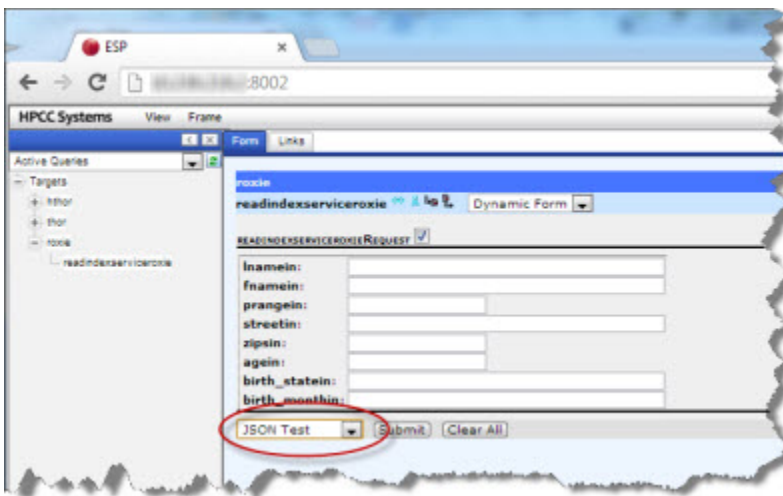 ESP
:8002
HPCC Systems View Frame
Form Links
Active Queries
Targets
hthor
thor
roxie
readindexserviceroxie
roxie
readindexserviceroxie Dynamic Form
READINDEXSERVICEROXIEREQUEST
lnamein:
fnamein:
prangein:
streetin:
zipsin:
agein:
birth_statein:
birth_monthin:
JSON Test Submit Clear All